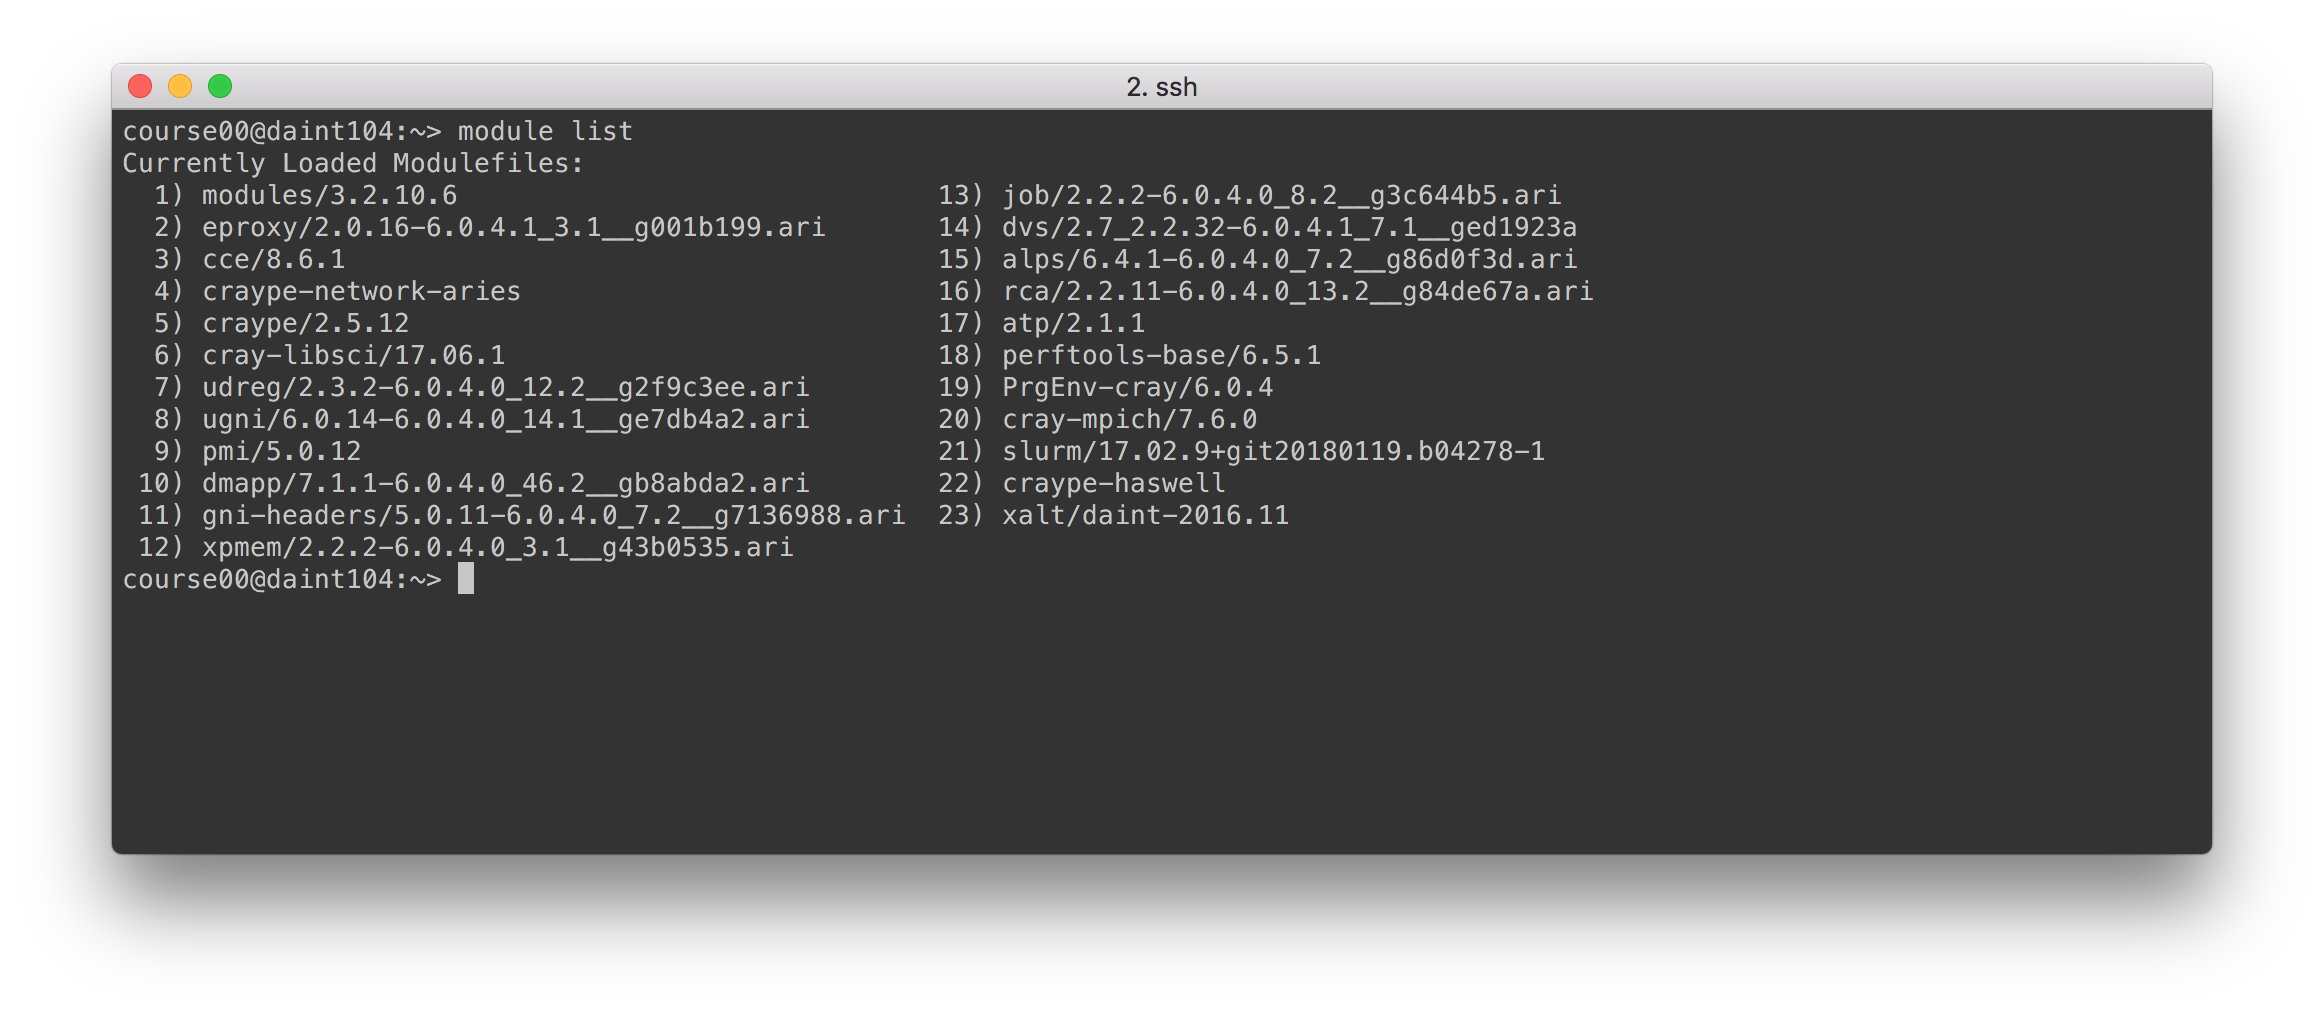 2. ssh
course00@daint104:~> module list
Currently Loaded Modulefiles:
  1) modules/3.2.10.6                              13) job/2.2.2-6.0.4.0_8.2__g3c644b5.ari
  2) eproxy/2.0.16-6.0.4.1_3.1__g001b199.ari       14) dvs/2.7_2.2.32-6.0.4.1_7.1__ged1923a
  3) cce/8.6.1                                     15) alps/6.4.1-6.0.4.0_7.2__g86d0f3d.ari
  4) craype-network-aries                          16) rca/2.2.11-6.0.4.0_13.2__g84de67a.ari
  5) craype/2.5.12                                 17) atp/2.1.1
  6) cray-libsci/17.06.1                           18) perftools-base/6.5.1
  7) udreg/2.3.2-6.0.4.0_12.2__g2f9c3ee.ari        19) PrgEnv-cray/6.0.4
  8) ugni/6.0.14-6.0.4.0_14.1__ge7db4a2.ari        20) cray-mpich/7.6.0
  9) pmi/5.0.12                                    21) slurm/17.02.9+git20180119.b04278-1
 10) dmapp/7.1.1-6.0.4.0_46.2__gb8abda2.ari        22) craype-haswell
 11) gni-headers/5.0.11-6.0.4.0_7.2__g7136988.ari  23) xalt/daint-2016.11
 12) xpmem/2.2.2-6.0.4.0_3.1__g43b0535.ari
course00@daint104:~>